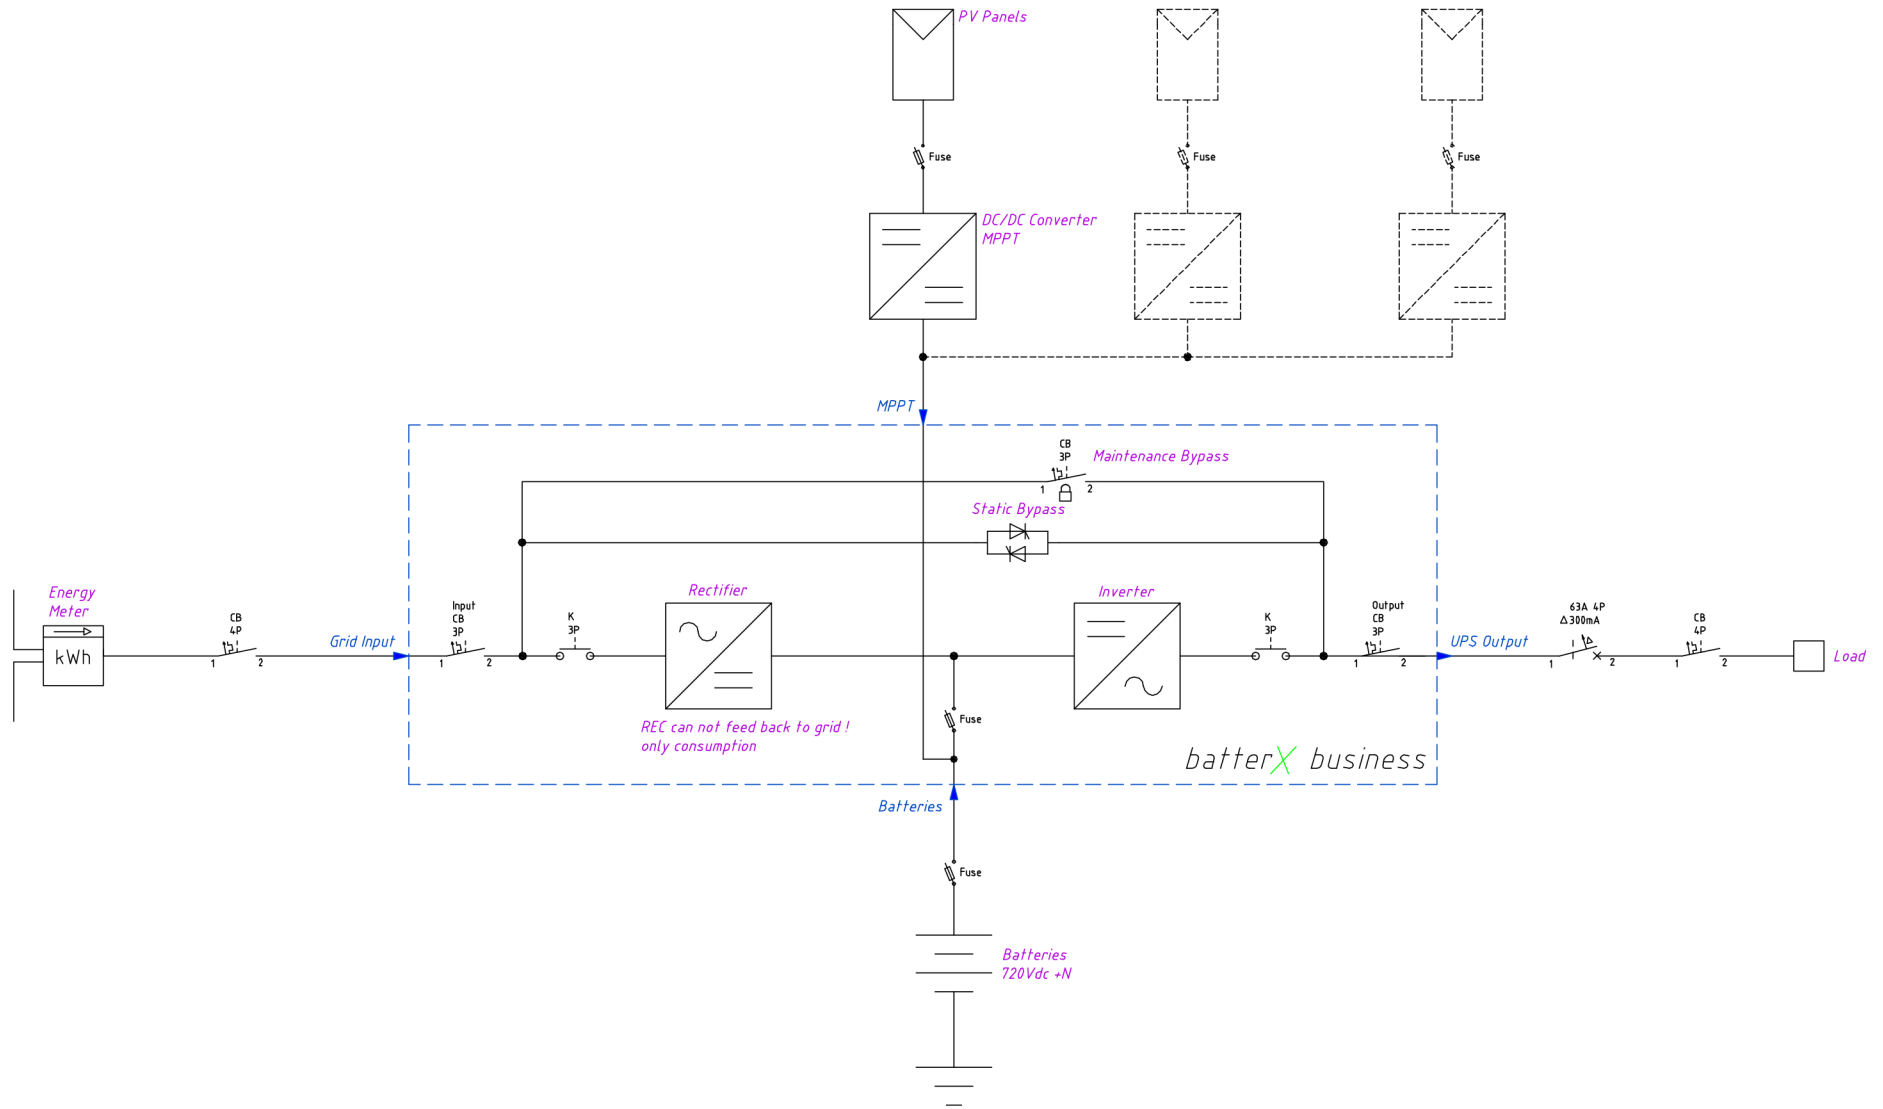 PV Panels
Fuse
Fuse
Fuse
DC/DC Converter
MPPT
MPPT
CB
3P
Maintenance Bypass
1
2
Static Bypass
Energy
Meter
kWh
CB
4P
1
2
Grid Input
Input
CB
3P
1
2
K
3P
Rectifier
REC can not feed back to grid !
only consumption
Fuse
Inverter
K
3P
Output
CB
3P
1
2
UPS Output
63A 4P
Δ300mA
1
2
CB
4P
1
2
Load
batterX business
Batteries
Fuse
Batteries
720Vdc +N